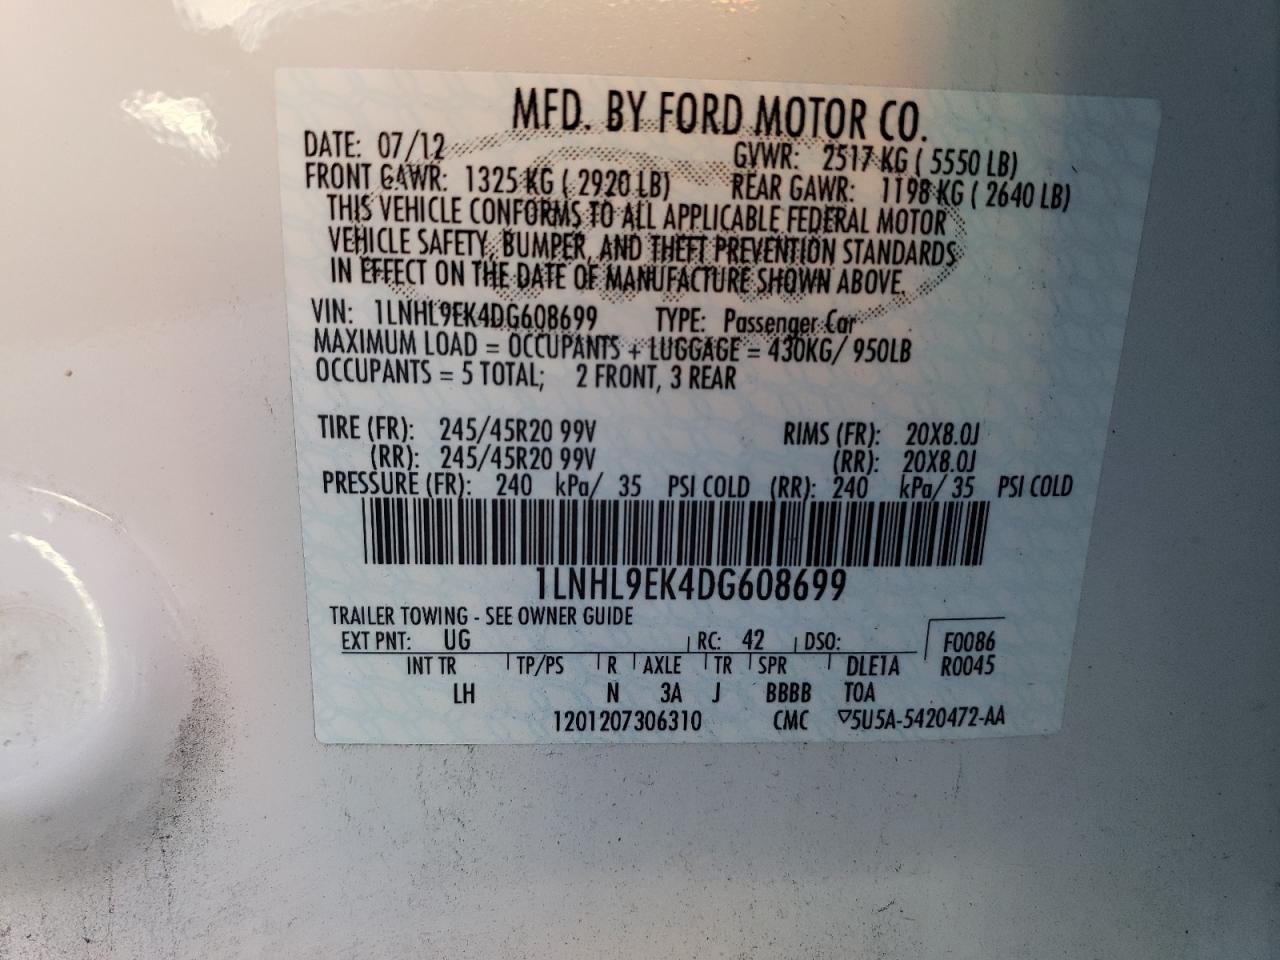 MFD. BY FORD MOTOR CO.
DATE: 07/12 GVWR: 2517 KG ( 5550 LB)
FRONT GAWR: 1325 KG ( 2920 LB) REAR GAWR: 1198 KG ( 2640 LB)
THIS VEHICLE CONFORMS TO ALL APPLICABLE FEDERAL MOTOR
VEHICLE SAFETY, BUMPER, AND THEFT PREVENTION STANDARDS
IN EFFECT ON THE DATE OF MANUFACTURE SHOWN ABOVE.
VIN: 1LNHL9EK4DG608699 TYPE: Passenger Car
MAXIMUM LOAD = OCCUPANTS + LUGGAGE = 430KG/ 950LB
OCCUPANTS = 5 TOTAL; 2 FRONT, 3 REAR
TIRE (FR): 245/45R20 99V RIMS (FR): 20X8.0J
(RR): 245/45R20 99V (RR): 20X8.0J
PRESSURE (FR): 240 kPa/ 35 PSI COLD (RR): 240 kPa/ 35 PSI COLD
1LNHL9EK4DG608699
TRAILER TOWING - SEE OWNER GUIDE
EXT PNT: UG RC: 42 DSO: F0086
INT TR TP/PS R AXLE TR SPR DLE1A R0045
LH N 3A J BBBB TOA
1201207306310 CMC ▽5U5A-5420472-AA